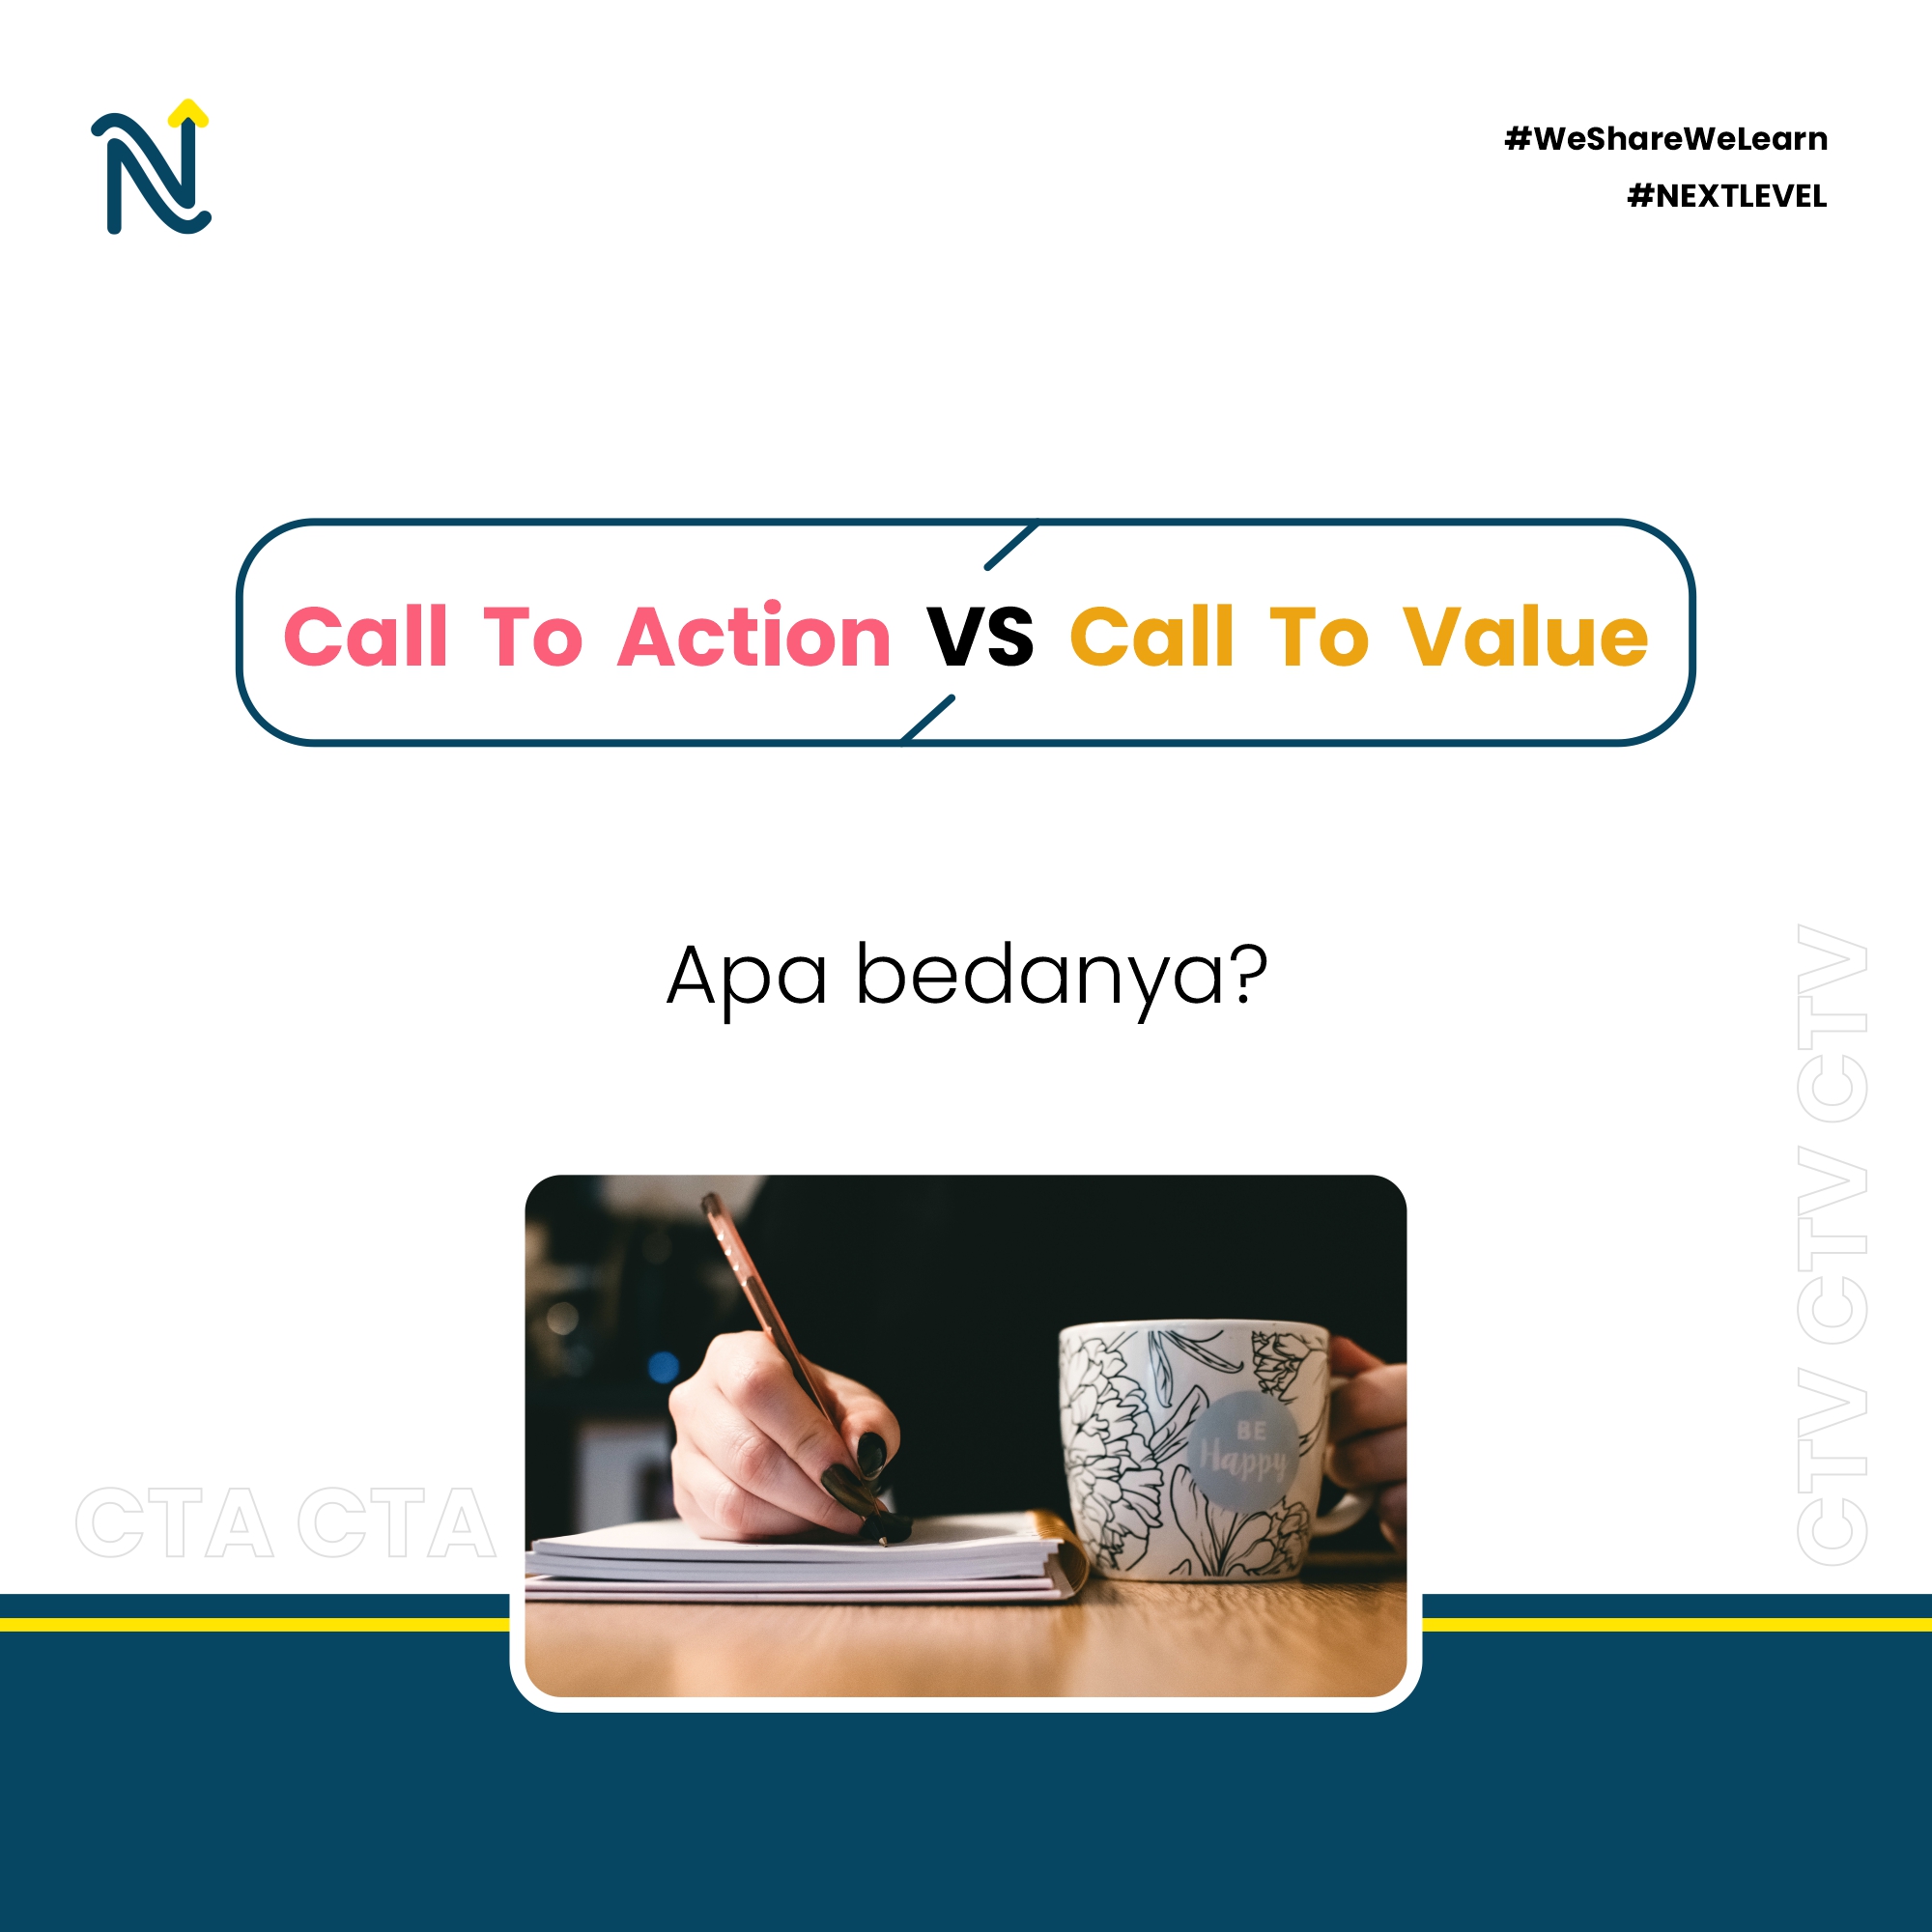 #WeShareWeLearn
#NEXTLEVEL
Call To Action VS Call To Value
Apa bedanya?
CTV CTV CTV
BE
Happy
CTA CTA